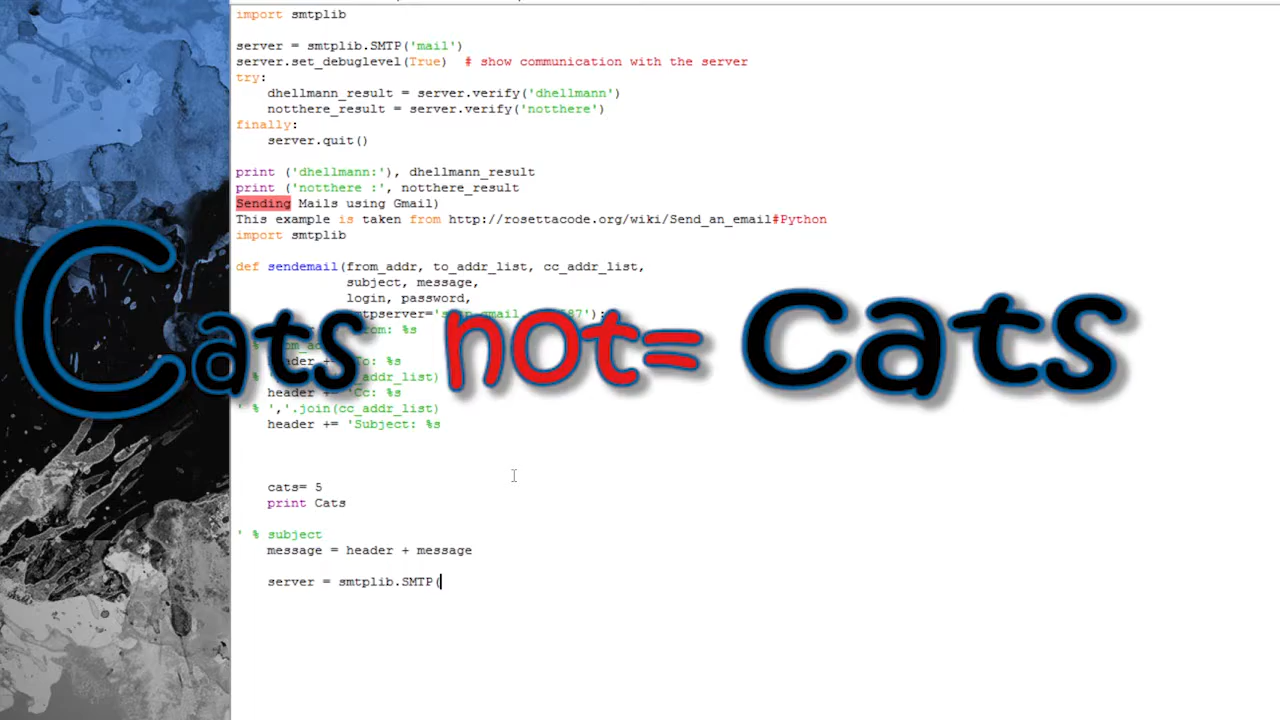 import smtplib
server = smtplib.SMTP('mail')
server.set_debuglevel(True)  # show communication with the server
try:
    dhellmann_result = server.verify('dhellmann')
    notthere_result = server.verify('notthere')
finally:
    server.quit()
print ('dhellmann:'), dhellmann_result
print ('notthere :', notthere_result
Sending Mails using Gmail)
This example is taken from http://rosettacode.org/wiki/Send_an_email#Python
import smtplib
def sendemail(from_addr, to_addr_list, cc_addr_list,
              subject, message,
              login, password,
87'):
Cats not= cats
%s
%s
_list)
header += 'Cc: %s
' % ','.join(cc_addr_list)
    header += 'Subject: %s
    cats= 5
    print Cats
' % subject
    message = header + message
    server = smtplib.SMTP(